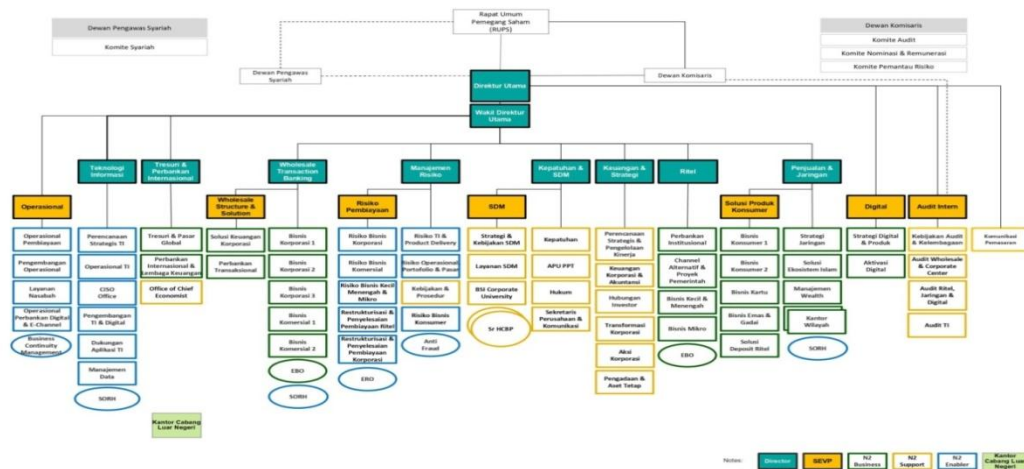 Rapat Umum
Pemegang Saham
(RUPS)
Dewan Pengawas Syariah
Komite Syariah
Dewan Komisaris
Komite Audit
Komite Nominasi & Remunerasi
Komite Pemantau Risiko
Dewan Pengawas
Syariah
Dewan Komisaris
Direktur Utama
Wakil Direktur
Utama
Teknologi
Informasi
Tresuri &
Perbankan
Internasional
Wholesale
Transaction
Banking
Manajemen
Risiko
Kepatuhan &
SDM
Keuangan &
Strategi
Ritel
Penjualan &
Jaringan
Operasional
Wholesale
Structure &
Solution
Risiko
Pembiayaan
SDM
Solusi Produk
Konsumer
Digital
Audit Intern
Operasional
Pembiayaan
Pengembangan
Operasional
Layanan
Nasabah
Operasional
Perbankan Digital
& E-Channel
Business
Continuity
Management
Perencanaan
Strategis TI
Operasional TI
CISO
Office
Pengembangan
TI & Digital
Dukungan
Aplikasi TI
Manajemen
Data
SORH
Tresuri & Pasar
Global
Perbankan
Internasional &
Lembaga Keuangan
Office of Chief
Economist
Kantor Cabang
Luar Negeri
Solusi Keuangan
Korporasi
Perbankan
Transaksional
Bisnis
Korporasi 1
Bisnis
Korporasi 2
Bisnis
Korporasi 3
Bisnis
Komersial 1
Bisnis
Komersial 2
EBO
SORH
Risiko Bisnis
Korporasi
Risiko Bisnis
Komersial
Risiko Bisnis Kecil
Menengah &
Mikro
Restrukturisasi &
Penyelesaian
Pembiayaan Ritel
Restrukturisasi &
Penyelesaian
Pembiayaan
Korporasi
ERO
Risiko TI &
Product Delivery
Risiko Operasional,
Portofolio & Pasar
Kebijakan &
Prosedur
Risiko Bisnis
Konsumer
Anti
Fraud
Strategi &
Kebijakan SDM
Layanan SDM
BSI Corporate
University
Sr HCBP
Kepatuhan
APU PPT
Hukum
Sekretaris
Perusahaan &
Komunikasi
Perencanaan
Strategis &
Pengelolaan
Kinerja
Keuangan
Korporasi &
Akuntansi
Hubungan
Investor
Transformasi
Korporasi
Aksi
Korporasi
Pengadaan &
Aset Tetap
Perbankan
Institusional
Channel
Alternatif &
Proyek
Pemerintah
Bisnis Kecil &
Menengah
Bisnis Mikro
EBO
Bisnis
Konsumer 1
Bisnis
Konsumer 2
Bisnis Kartu
Bisnis Emas &
Gadai
Solusi
Deposit Ritel
Strategi
Jaringan
Solusi
Ekosistem Islam
Manajemen
Wealth
Kantor
Wilayah
SORH
Strategi Digital
& Produk
Aktivasi
Digital
Kebijakan Audit
& Kelembagaan
Audit Wholesale
& Corporate
Center
Audit Ritel,
Jaringan &
Digital
Audit TI
Komunikasi
Pemasaran
Notes:
Director
SEVP
N2
Business
N2
Support
N2
Enabler
Kantor
Cabang Luar
Negeri